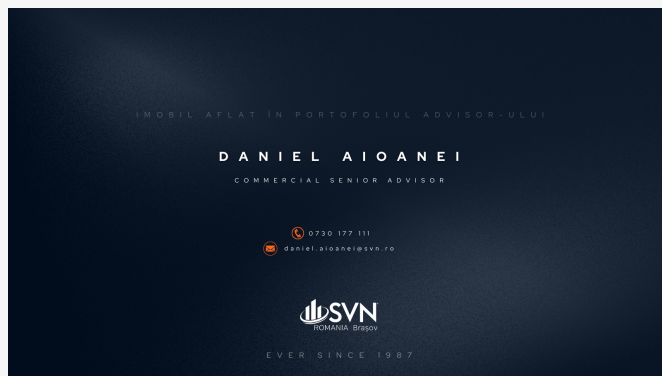 IMOBIL AFLAT ÎN PORTOFOLIUL ADVISOR-ULUI
DANIEL AIOANEI
COMMERCIAL SENIOR ADVISOR
0730 177 111
daniel.aioanei@svn.ro
SVN
ROMANIA Brașov
EVER SINCE 1987